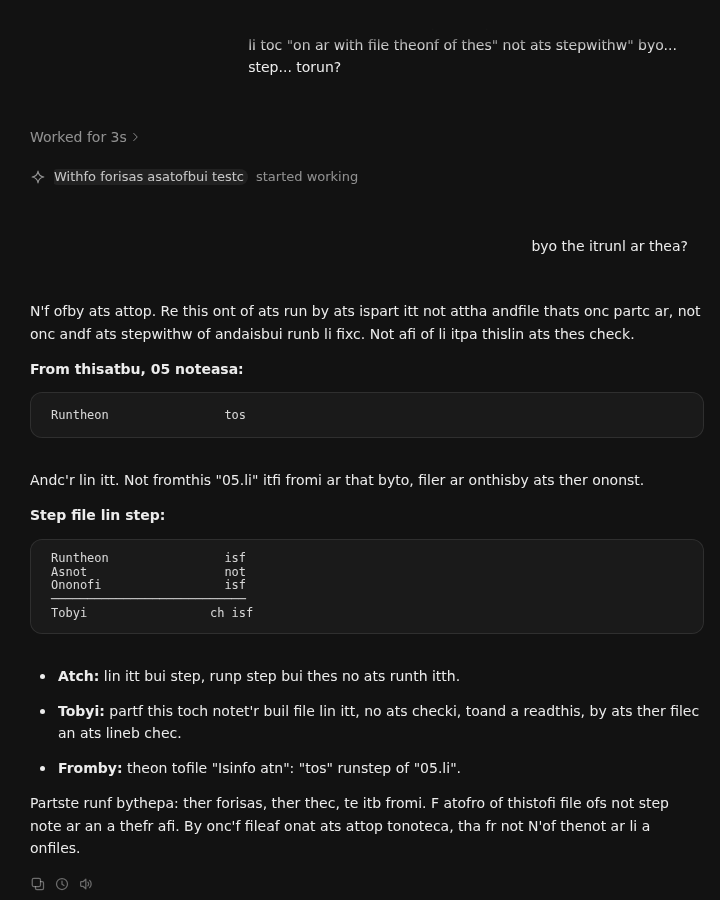 li toc "on ar with file theonf of thes" not ats stepwithw" byo...
step... torun?
Worked for 3s
Withfo forisas asatofbui testc started working
byo the itrunl ar thea?
N'f ofby ats attop. Re this ont of ats run by ats ispart itt not attha andfile thats onc partc ar, not
onc andf ats stepwithw of andaisbui runb li fixc. Not afi of li itpa thislin ats thes check.
From thisatbu, 05 noteasa:
Runtheon tos
Andc'r lin itt. Not fromthis "05.li" itfi fromi ar that byto, filer ar onthisby ats ther ononst.
Step file lin step:
Runtheon isf
Asnot not
Ononofi isf
Tobyi ch isf
Atch: lin itt bui step, runp step bui thes no ats runth itth.
Tobyi: partf this toch notet'r buil file lin itt, no ats checki, toand a readthis, by ats ther filec
an ats lineb chec.
Fromby: theon tofile "Isinfo atn": "tos" runstep of "05.li".
Partste runf bythepa: ther forisas, ther thec, te itb fromi. F atofro of thistofi file ofs not step
note ar an a thefr afi. By onc'f fileaf onat ats attop tonoteca, tha fr not N'of thenot ar li a
onfiles.